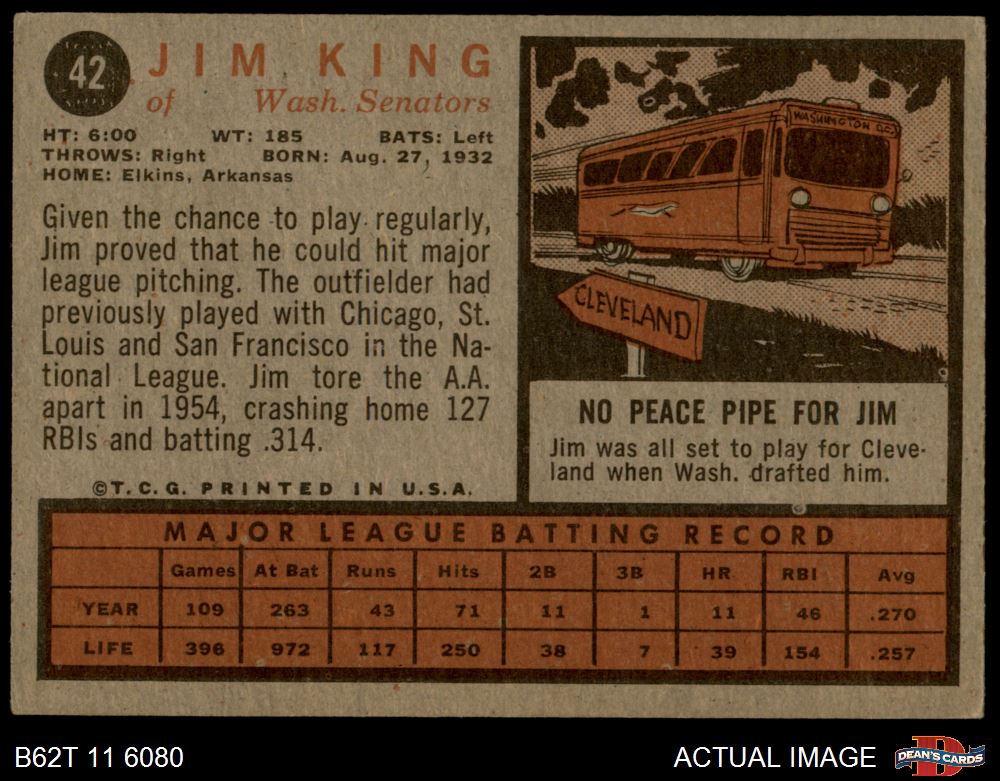 42
JIM KING
of Wash. Senators
HT: 6:00 WT: 185 BATS: Left
THROWS: Right BORN: Aug. 27, 1932
HOME: Elkins, Arkansas
Given the chance to play regularly,
Jim proved that he could hit major
league pitching. The outfielder had
previously played with Chicago, St.
Louis and San Francisco in the Na-
tional League. Jim tore the A.A.
apart in 1954, crashing home 127
RBIs and batting .314.
©T.C.G. PRINTED IN U.S.A.
WASHINGTON D.C.
CLEVELAND
NO PEACE PIPE FOR JIM
Jim was all set to play for Cleve-
land when Wash. drafted him.
MAJOR LEAGUE BATTING RECORD
Games At Bat Runs Hits 2B 3B HR RBI Avg
YEAR 109 263 43 71 11 1 11 46 .270
LIFE 396 972 117 250 38 7 39 154 .257
B62T 11 6080
ACTUAL IMAGE
D
DEAN'S CARDS